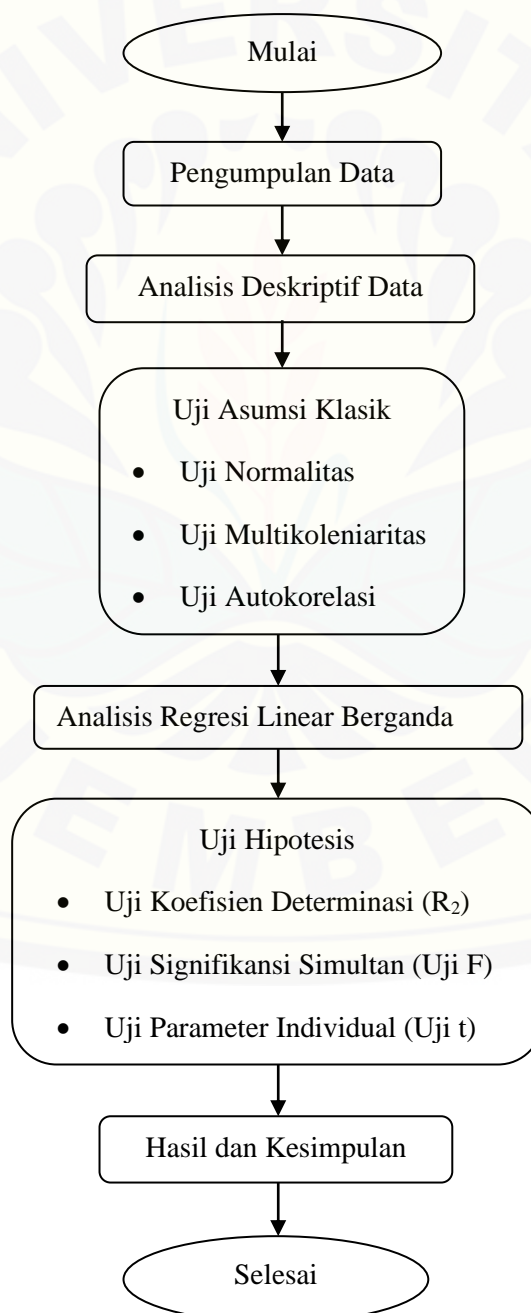 Mulai
Pengumpulan Data
Analisis Deskriptif Data
Uji Asumsi Klasik
• Uji Normalitas
• Uji Multikoleniaritas
• Uji Autokorelasi
Analisis Regresi Linear Berganda
Uji Hipotesis
• Uji Koefisien Determinasi (R₂)
• Uji Signifikansi Simultan (Uji F)
• Uji Parameter Individual (Uji t)
Hasil dan Kesimpulan
Selesai